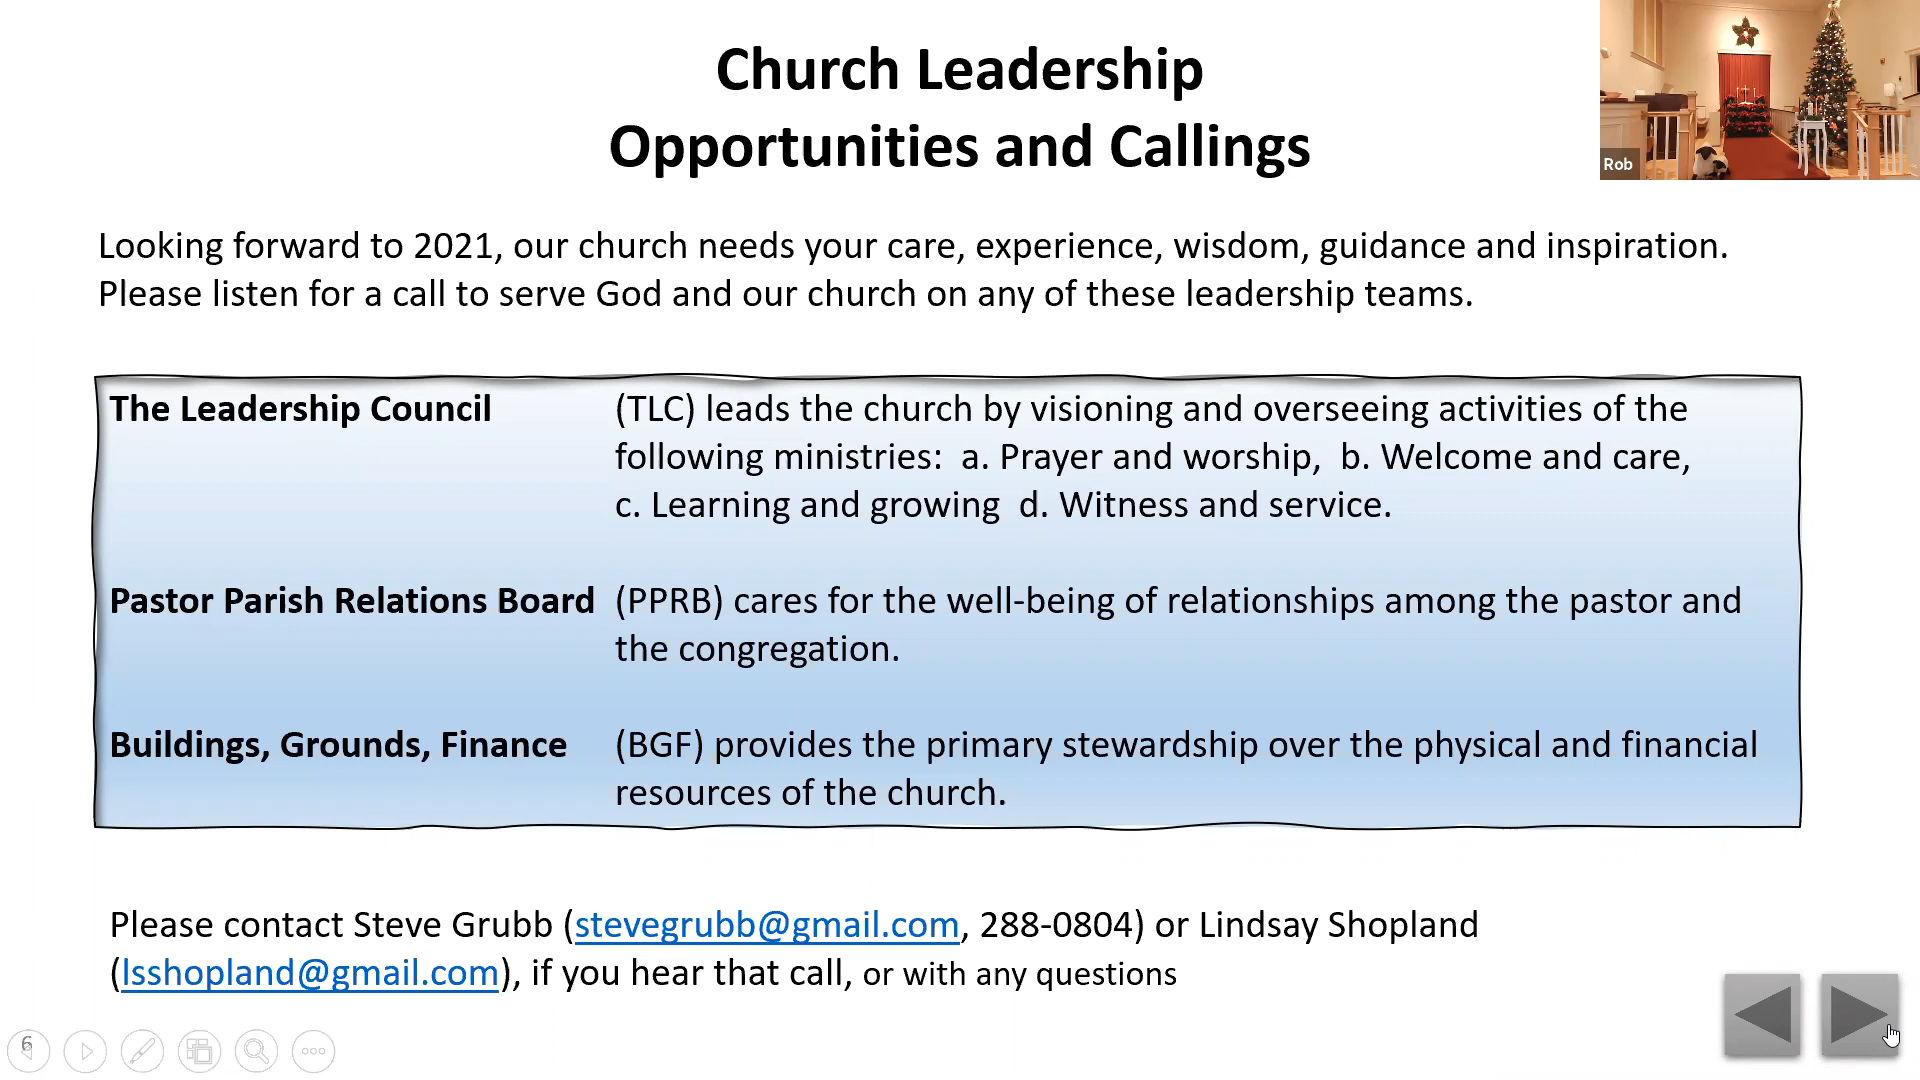 Church Leadership
Opportunities and Callings
Rob
Looking forward to 2021, our church needs your care, experience, wisdom, guidance and inspiration.
Please listen for a call to serve God and our church on any of these leadership teams.
The Leadership Council (TLC) leads the church by visioning and overseeing activities of the
following ministries: a. Prayer and worship, b. Welcome and care,
c. Learning and growing d. Witness and service.
Pastor Parish Relations Board (PPRB) cares for the well-being of relationships among the pastor and
the congregation.
Buildings, Grounds, Finance (BGF) provides the primary stewardship over the physical and financial
resources of the church.
Please contact Steve Grubb (stevegrubb@gmail.com, 288-0804) or Lindsay Shopland
(lsshopland@gmail.com), if you hear that call, or with any questions
6